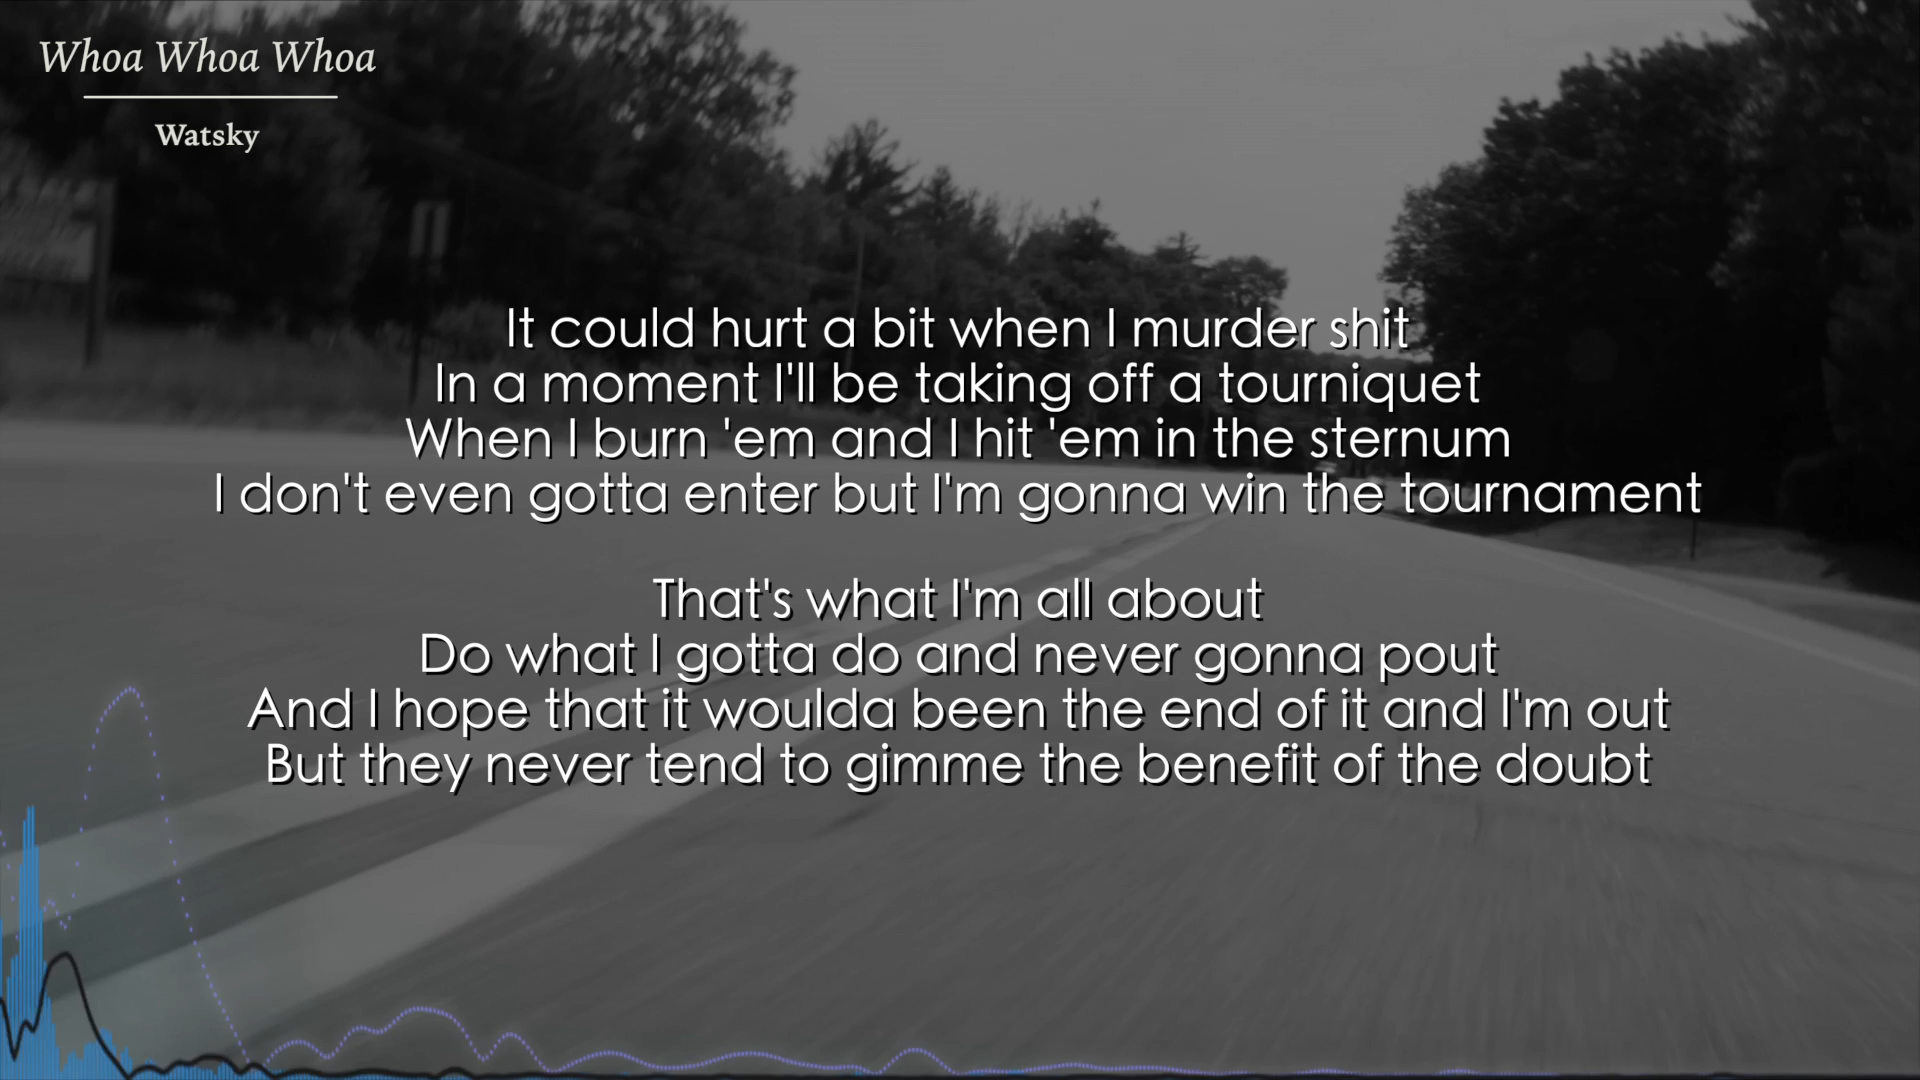 Whoa Whoa Whoa
Watsky
It could hurt a bit when I murder shit
In a moment I'll be taking off a tourniquet
When I burn 'em and I hit 'em in the sternum
I don't even gotta enter but I'm gonna win the tournament
That's what I'm all about
Do what I gotta do and never gonna pout
And I hope that it woulda been the end of it and I'm out
But they never tend to gimme the benefit of the doubt